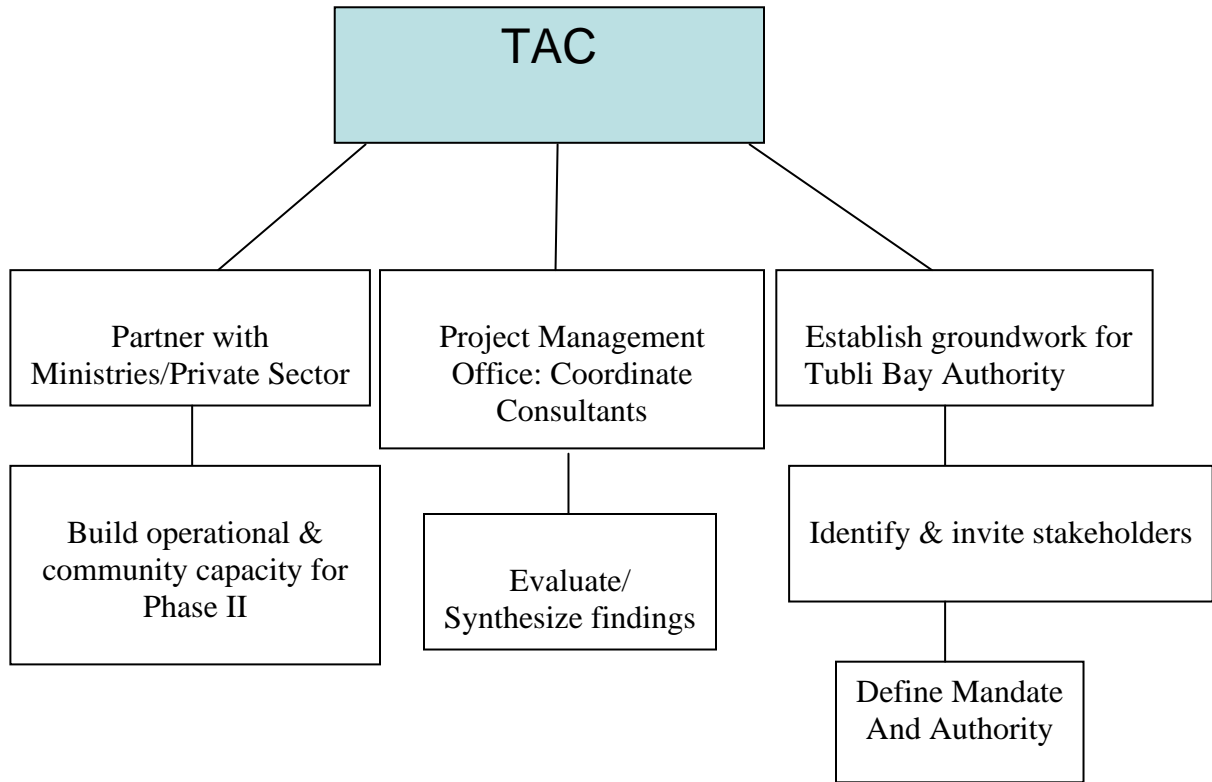 TAC
Partner with
Ministries/Private Sector
Project Management
Office: Coordinate
Consultants
Establish groundwork for
Tubli Bay Authority
Build operational &
community capacity for
Phase II
Evaluate/
Synthesize findings
Identify & invite stakeholders
Define Mandate
And Authority